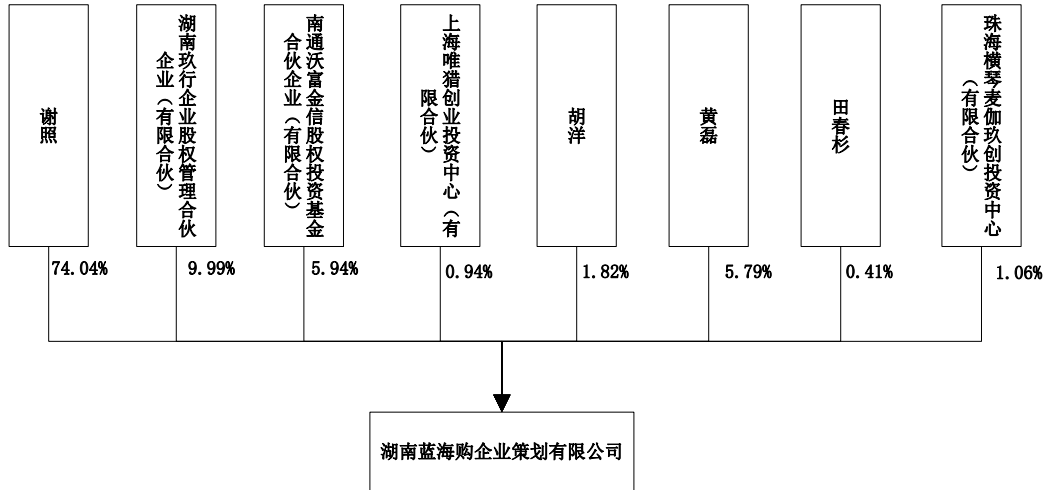 谢照
湖南玖行企业股权管理合伙
企业（有限合伙）
南通沃富金信股权投资基金
合伙企业（有限合伙）
上海唯猎创业投资中心（有
限合伙）
胡洋
黄磊
田春杉
珠海横琴麦伽玖创投资中心
（有限合伙）
74.04%
9.99%
5.94%
0.94%
1.82%
5.79%
0.41%
1.06%
湖南蓝海购企业策划有限公司